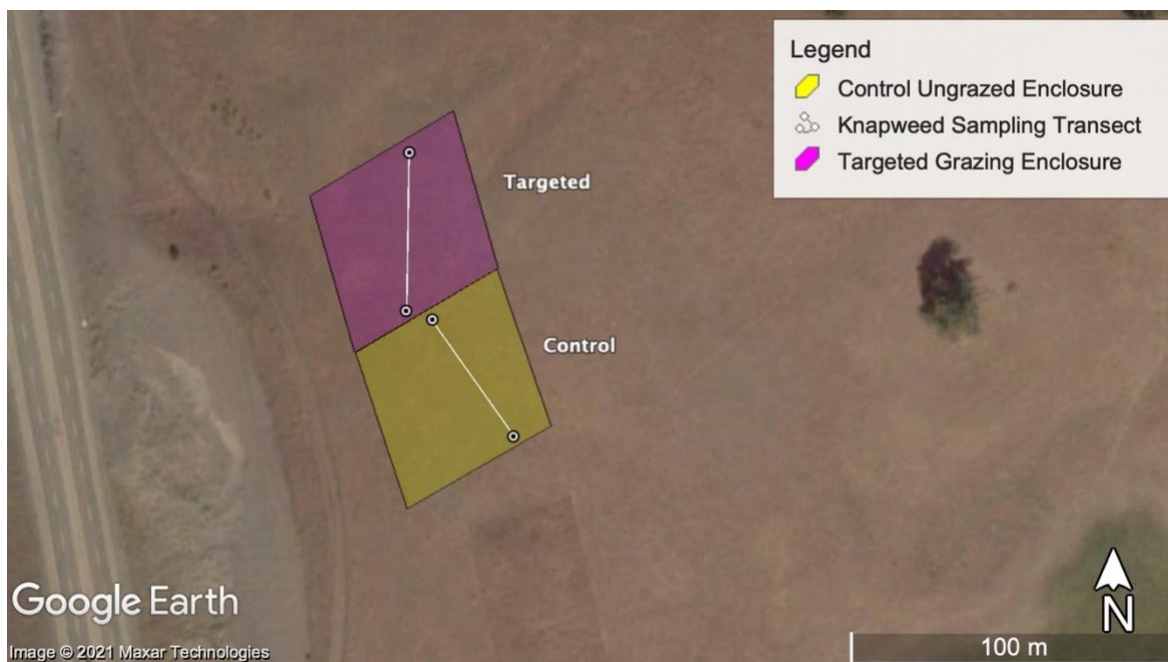 Legend
Control Ungrazed Enclosure
Knapweed Sampling Transect
Targeted Grazing Enclosure
Targeted
Control
Google Earth
N
Image © 2021 Maxar Technologies
100 m